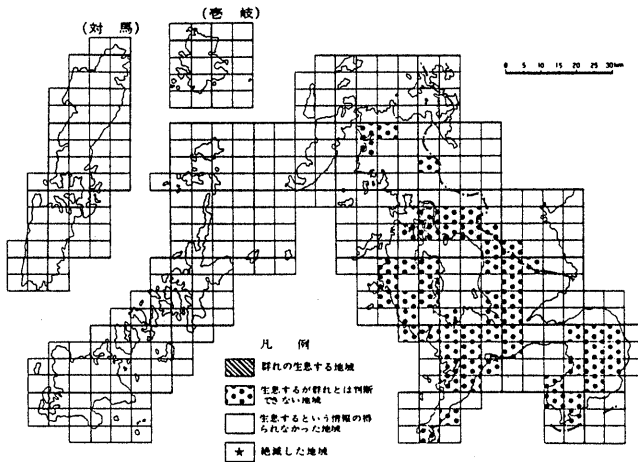 (壱岐)
(対馬)
0 5 10 15 20 25 30 km
凡例
群れの生息する地域
生息するが群れとは判断
できない地域
生息するという情報の得
られなかった地域
★ 絶滅した地域